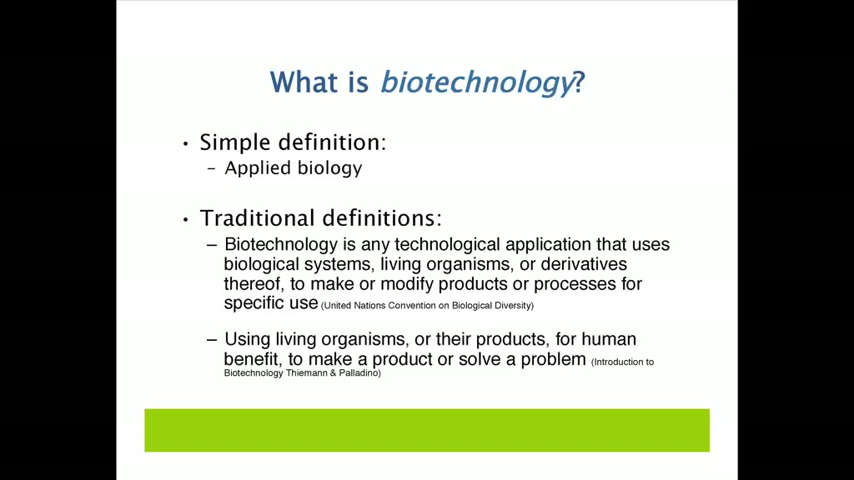 What is biotechnology?
• Simple definition:
– Applied biology
• Traditional definitions:
– Biotechnology is any technological application that uses
biological systems, living organisms, or derivatives
thereof, to make or modify products or processes for
specific use (United Nations Convention on Biological Diversity)
– Using living organisms, or their products, for human
benefit, to make a product or solve a problem (Introduction to
Biotechnology Thiemann & Palladino)